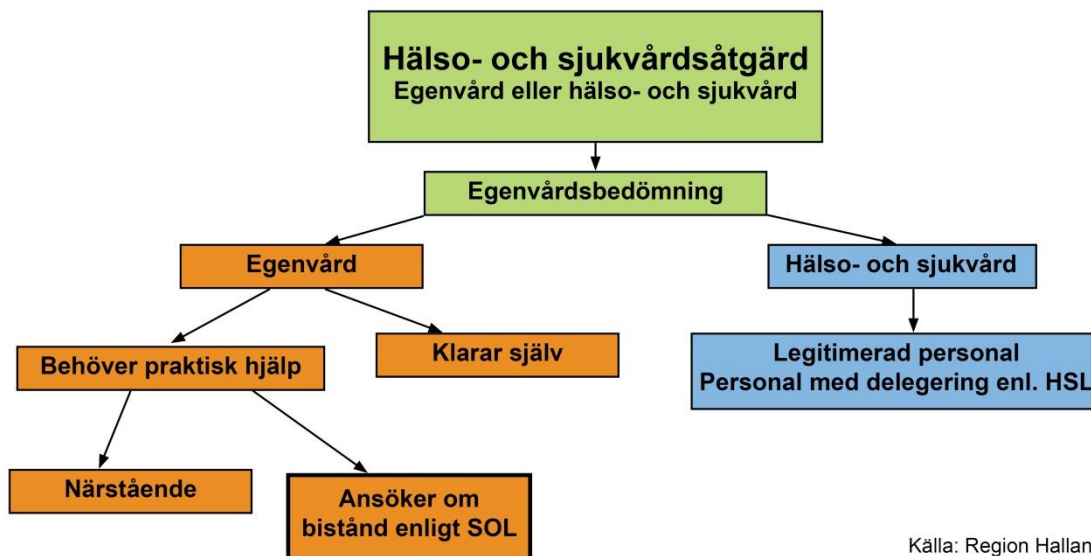 Hälso- och sjukvårdsåtgärd
Egenvård eller hälso- och sjukvård
Egenvårdsbedömning
Egenvård
Hälso- och sjukvård
Behöver praktisk hjälp
Klarar själv
Legitimerad personal
Personal med delegering enl. HSL
Närstående
Ansöker om
bistånd enligt SOL
Källa: Region Hallan